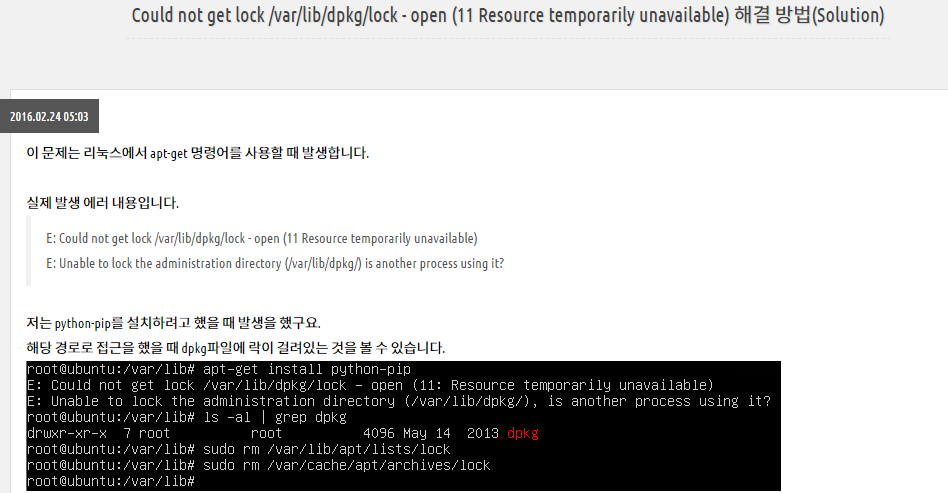 Could not get lock /var/lib/dpkg/lock - open (11 Resource temporarily unavailable) 해결 방법(Solution)
2016.02.24 05:03
이 문제는 리눅스에서 apt-get 명령어를 사용할 때 발생합니다.
실제 발생 에러 내용입니다.
E: Could not get lock /var/lib/dpkg/lock - open (11 Resource temporarily unavailable)
E: Unable to lock the administration directory (/var/lib/dpkg/) is another process using it?
저는 python-pip를 설치하려고 했을 때 발생을 했구요.
해당 경로로 접근을 했을 때 dpkg파일에 락이 걸려있는 것을 볼 수 있습니다.
root@ubuntu:/var/lib# apt-get install python-pip
E: Could not get lock /var/lib/dpkg/lock - open (11: Resource temporarily unavailable)
E: Unable to lock the administration directory (/var/lib/dpkg/), is another process using it?
root@ubuntu:/var/lib# ls -al | grep dpkg
drwxr-xr-x  7 root          root          4096 May 14  2013 dpkg
root@ubuntu:/var/lib# sudo rm /var/lib/apt/lists/lock
root@ubuntu:/var/lib# sudo rm /var/cache/apt/archives/lock
root@ubuntu:/var/lib#